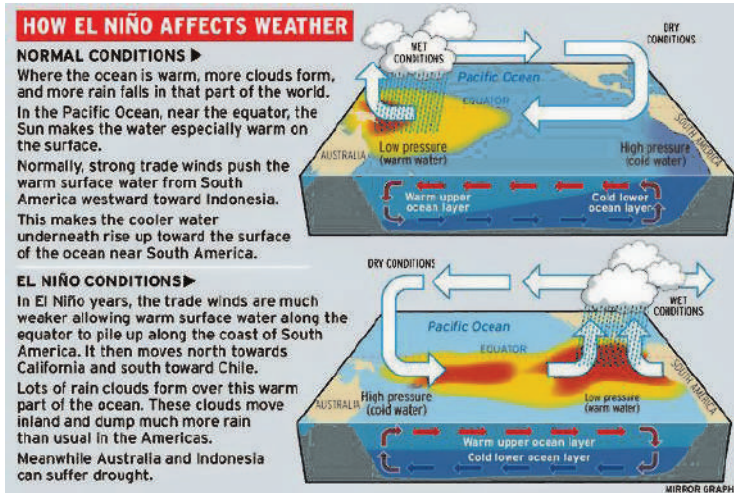 HOW EL NIÑO AFFECTS WEATHER
NORMAL CONDITIONS ▶
Where the ocean is warm, more clouds form,
and more rain falls in that part of the world.
In the Pacific Ocean, near the equator, the
Sun makes the water especially warm on
the surface.
Normally, strong trade winds push the
warm surface water from South
America westward toward Indonesia.
This makes the cooler water
underneath rise up toward the surface
of the ocean near South America.
WET
CONDITIONS
DRY
CONDITIONS
Pacific Ocean
EQUATOR
AUSTRALIA
Low pressure
(warm water)
High pressure
(cold water)
SOUTH AMERICA
Warm upper
ocean layer
Cold lower
ocean layer
EL NIÑO CONDITIONS▶
In El Niño years, the trade winds are much
weaker allowing warm surface water along the
equator to pile up along the coast of South
America. It then moves north towards
California and south toward Chile.
Lots of rain clouds form over this warm
part of the ocean. These clouds move
inland and dump much more rain
than usual in the Americas.
Meanwhile Australia and Indonesia
can suffer drought.
DRY CONDITIONS
WET
CONDITIONS
Pacific Ocean
EQUATOR
AUSTRALIA
High pressure
(cold water)
Low pressure
(warm water)
SOUTH AMERICA
Warm upper ocean layer
Cold lower ocean layer
MIRROR GRAPH